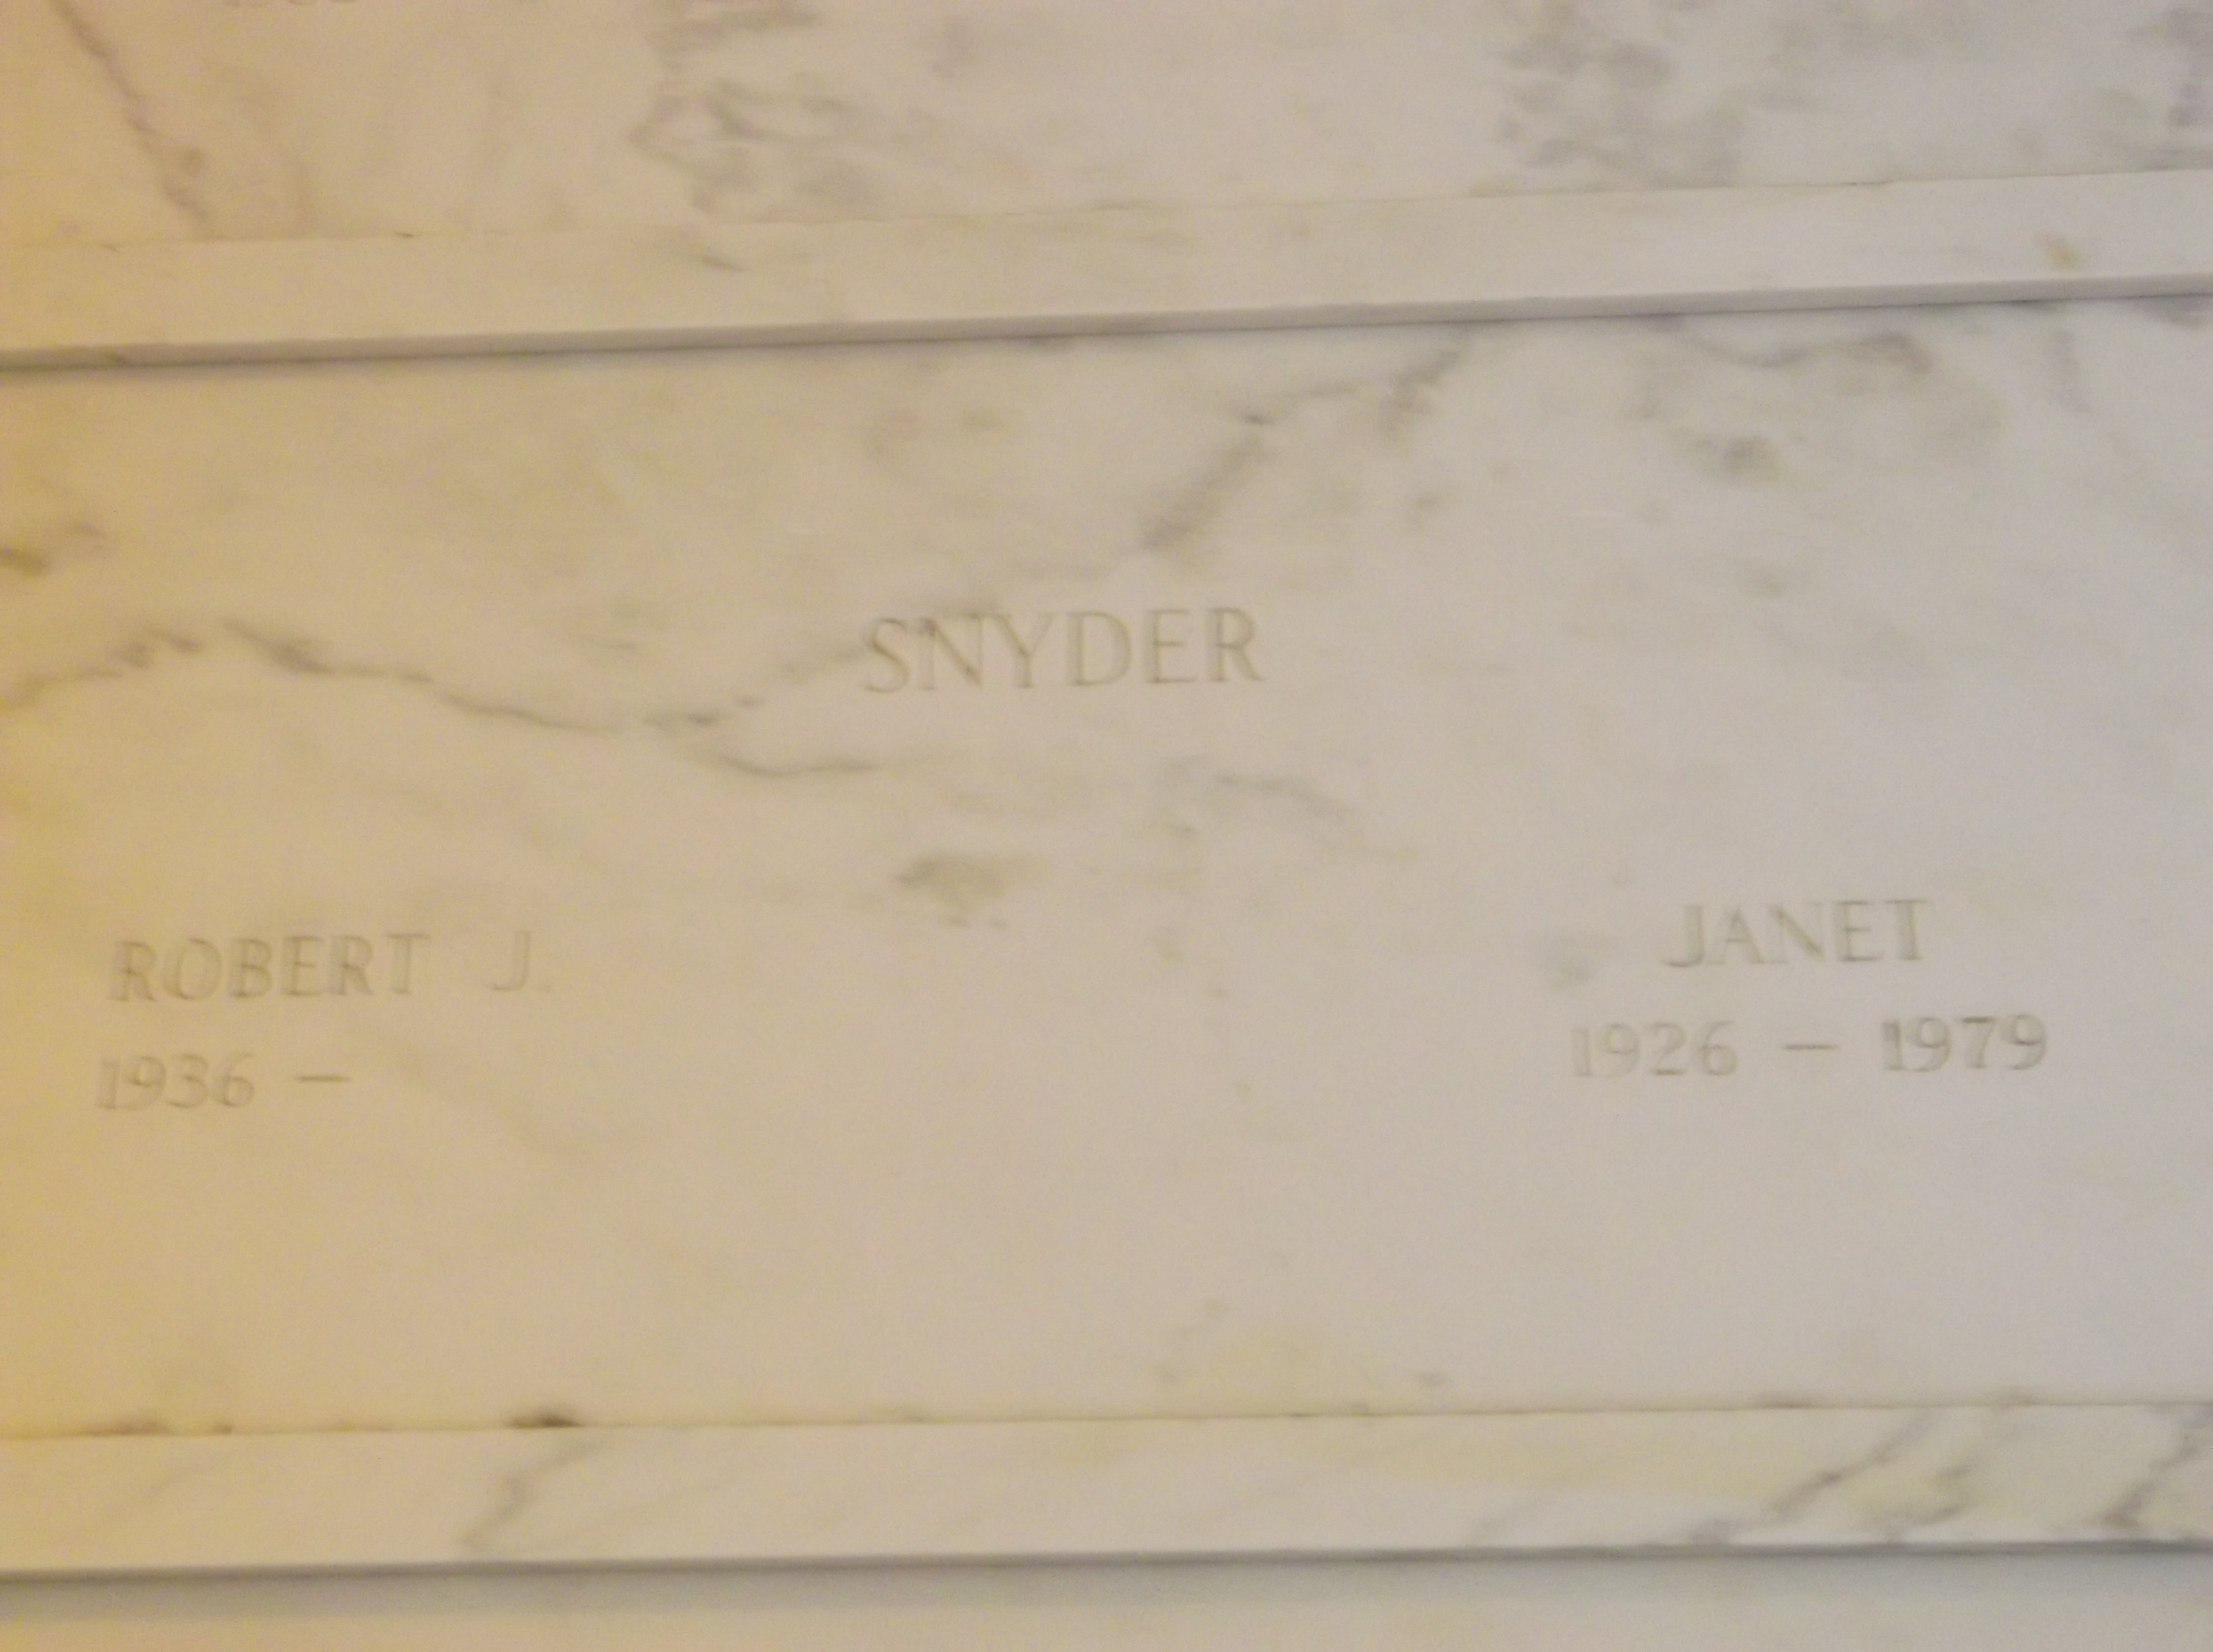 SNYDER
ROBERT J.
1936 —
JANET
1926 — 1979